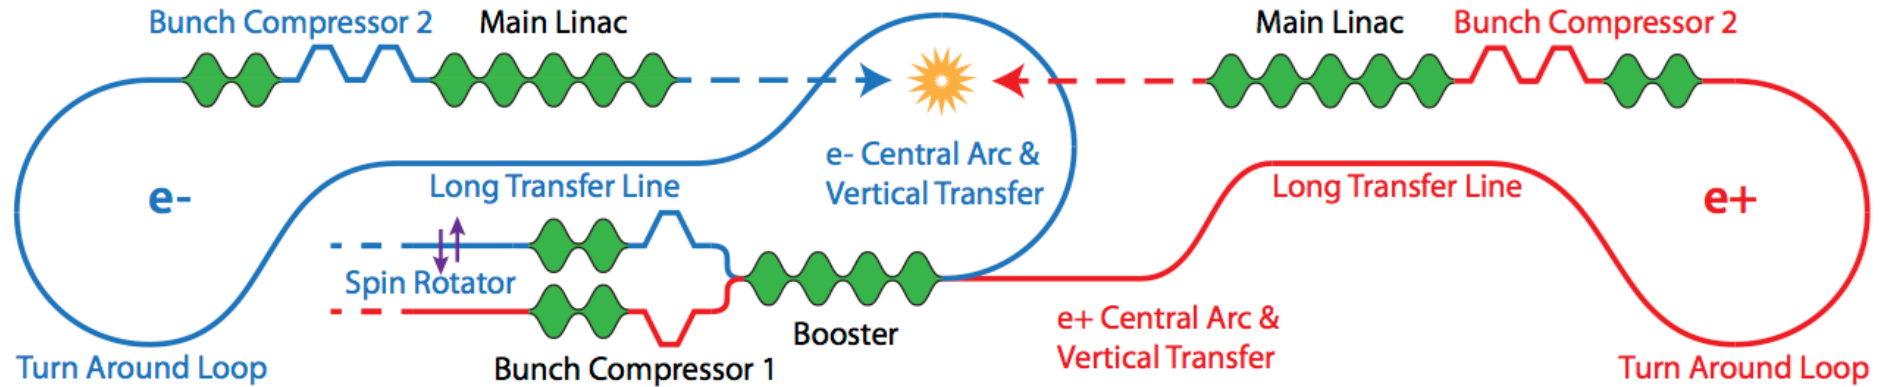 Bunch Compressor 2
Main Linac
Main Linac
Bunch Compressor 2
e- Central Arc &
Vertical Transfer
e-
Long Transfer Line
Long Transfer Line
e+
Spin Rotator
Booster
e+ Central Arc &
Vertical Transfer
Turn Around Loop
Bunch Compressor 1
Turn Around Loop